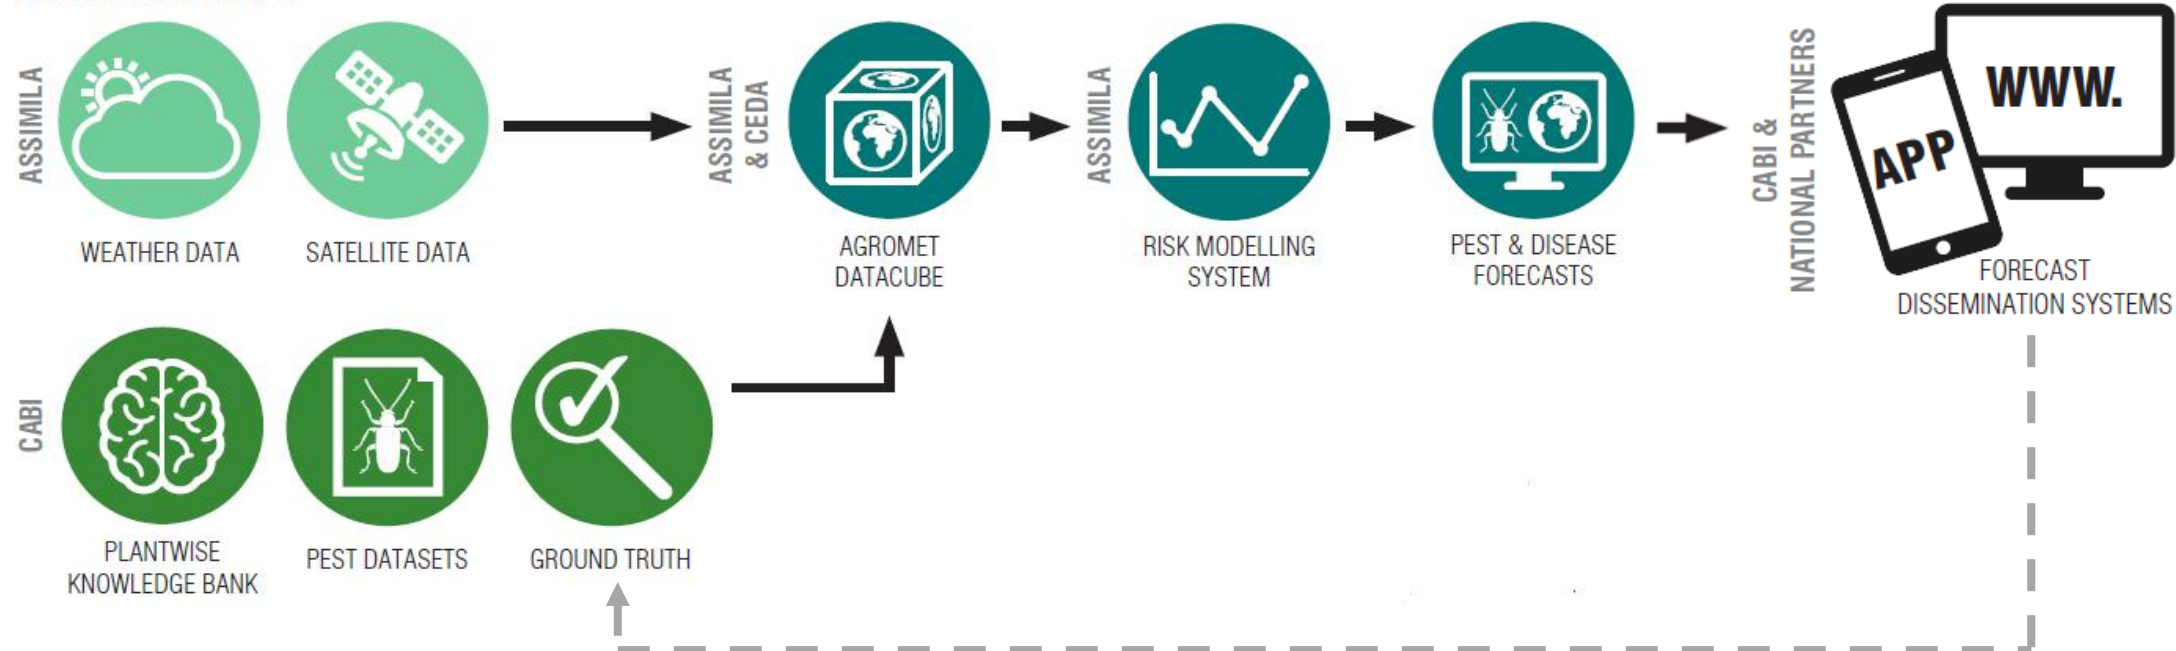 ASSIMILA
WEATHER DATA
SATELLITE DATA
ASSIMILA
& CEDA
AGROMET
DATACUBE
ASSIMILA
RISK MODELLING
SYSTEM
PEST & DISEASE
FORECASTS
CABI &
NATIONAL PARTNERS
APP
WWW.
FORECAST
DISSEMINATION SYSTEMS
CABI
PLANTWISE
KNOWLEDGE BANK
PEST DATASETS
GROUND TRUTH